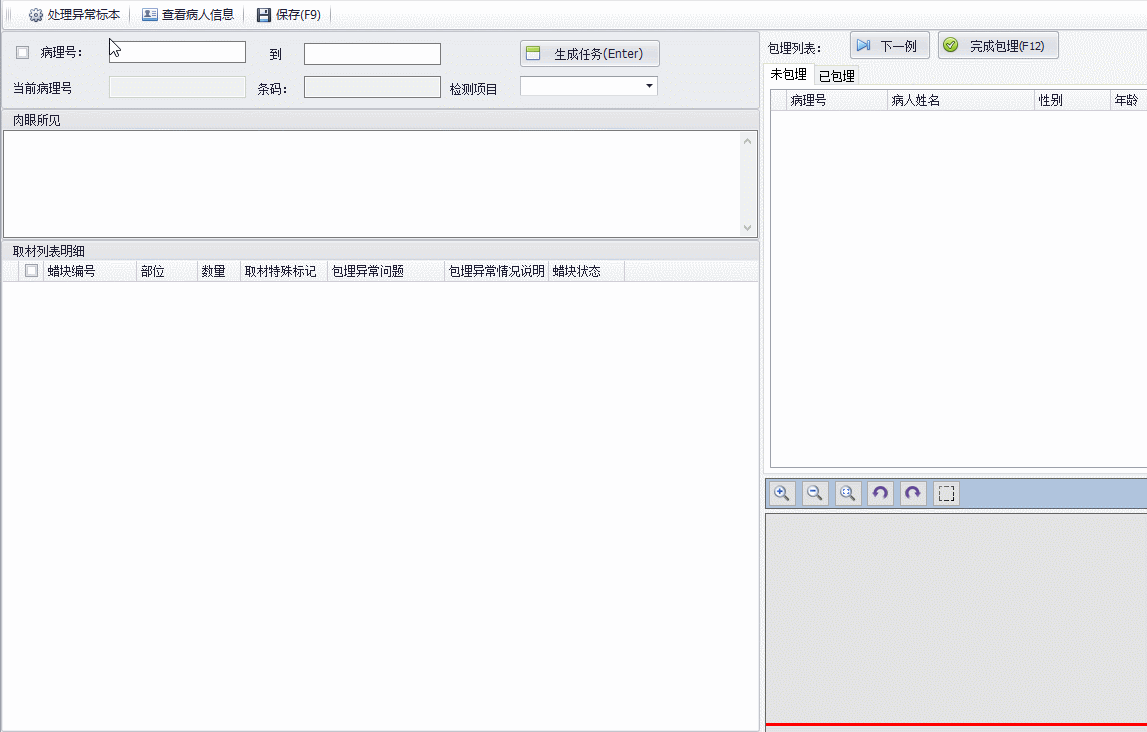 处理异常标本 查看病人信息 保存(F9)
病理号: 到 生成任务(Enter)
当前病理号 条码: 检测项目
肉眼所见
取材列表明细
蜡块编号 部位 数量 取材特殊标记 包埋异常问题 包埋异常情况说明 蜡块状态
包埋列表: 下一例 完成包埋(F12)
未包埋 已包埋
病理号 病人姓名 性别 年龄